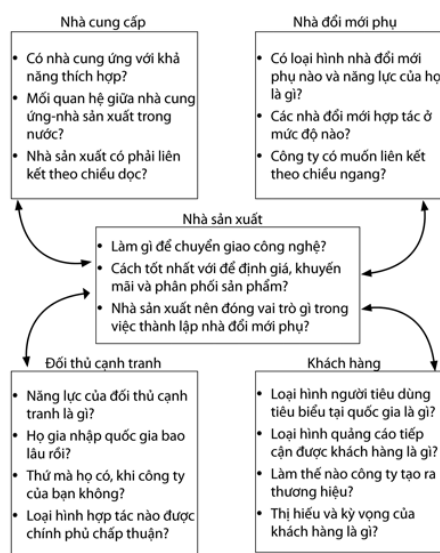 Nhà cung cấp
• Có nhà cung ứng với khả
năng thích hợp?
• Mối quan hệ giữa nhà cung
ứng-nhà sản xuất trong
nước?
• Nhà sản xuất có phải liên
kết theo chiều dọc?
Nhà đổi mới phụ
• Có loại hình nhà đổi mới
phụ nào và năng lực của họ
là gì?
• Các nhà đổi mới hợp tác ở
mức độ nào?
• Công ty có muốn liên kết
theo chiều ngang?
Nhà sản xuất
• Làm gì để chuyển giao công nghệ?
• Cách tốt nhất với để định giá, khuyến
mãi và phân phối sản phẩm?
• Nhà sản xuất nên đóng vai trò gì trong
việc thành lập nhà đổi mới phụ?
Đối thủ cạnh tranh
• Năng lực của đối thủ cạnh
tranh là gì?
• Họ gia nhập quốc gia bao
lâu rồi?
• Thứ mà họ có, khi công ty
của bạn không?
• Loại hình hợp tác nào được
chính phủ chấp thuận?
Khách hàng
• Loại hình người tiêu dùng
tiêu biểu tại quốc gia là gì?
• Loại hình quảng cáo tiếp
cận được khách hàng là gì?
• Làm thế nào công ty tạo ra
thương hiệu?
• Thị hiếu và kỳ vọng của
khách hàng là gì?